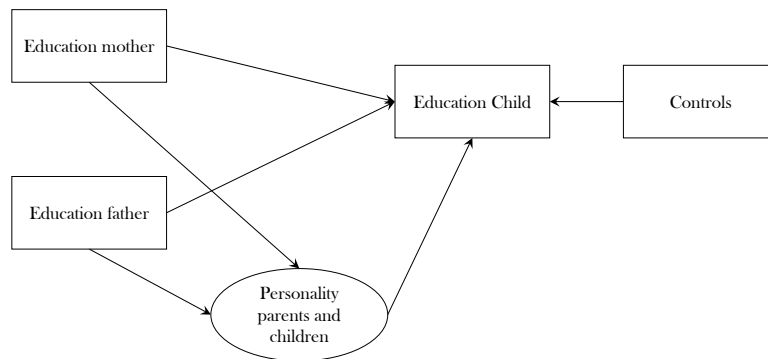 Education mother
Education Child
Controls
Education father
Personality
parents and
children